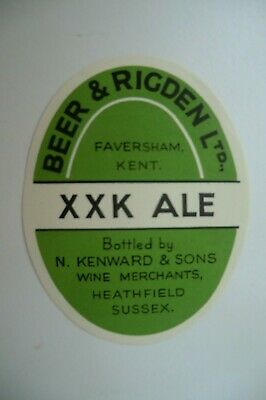 BEER & RIGDEN LTD.,
FAVERSHAM,
KENT.
XXK ALE
Bottled by
N. KENWARD & SONS
WINE MERCHANTS,
HEATHFIELD
SUSSEX.